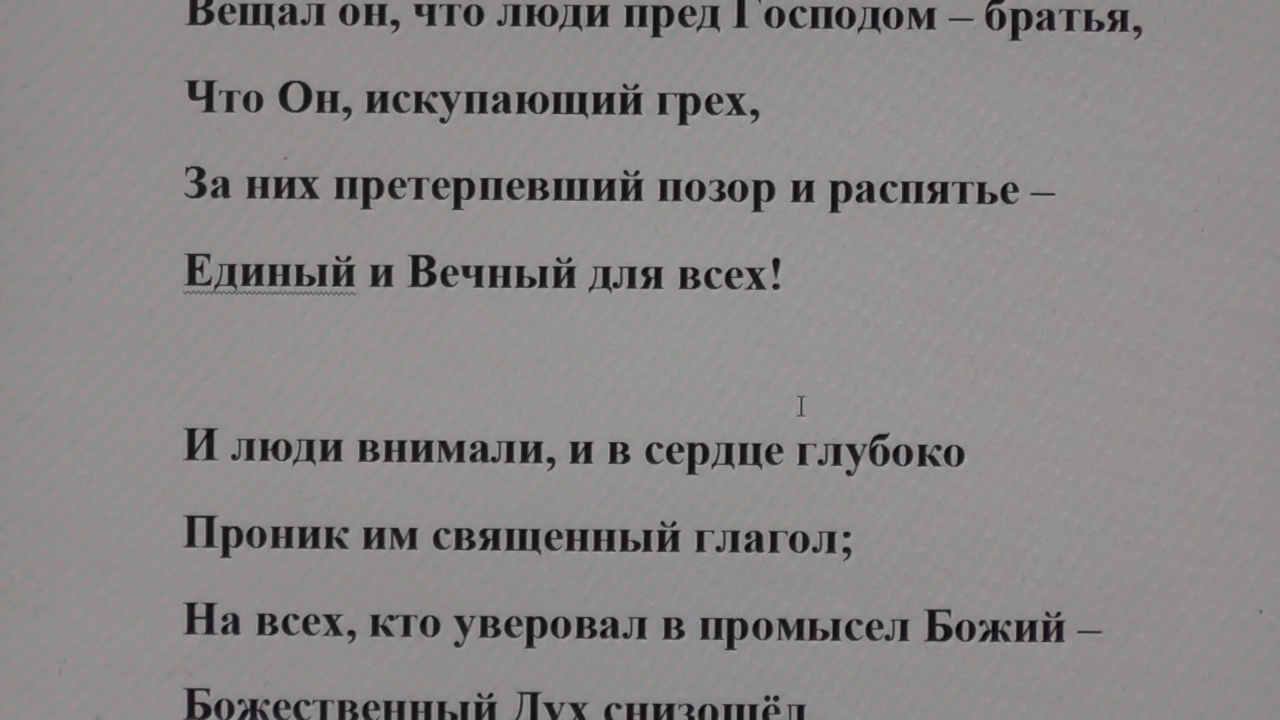 Вещал он, что люди пред Господом – братья,
Что Он, искупающий грех,
За них претерпевший позор и распятье –
Единый и Вечный для всех!
И люди внимали, и в сердце глубоко
Проник им священный глагол;
На всех, кто уверовал в промысел Божий –
Божественный Дух снизошёл